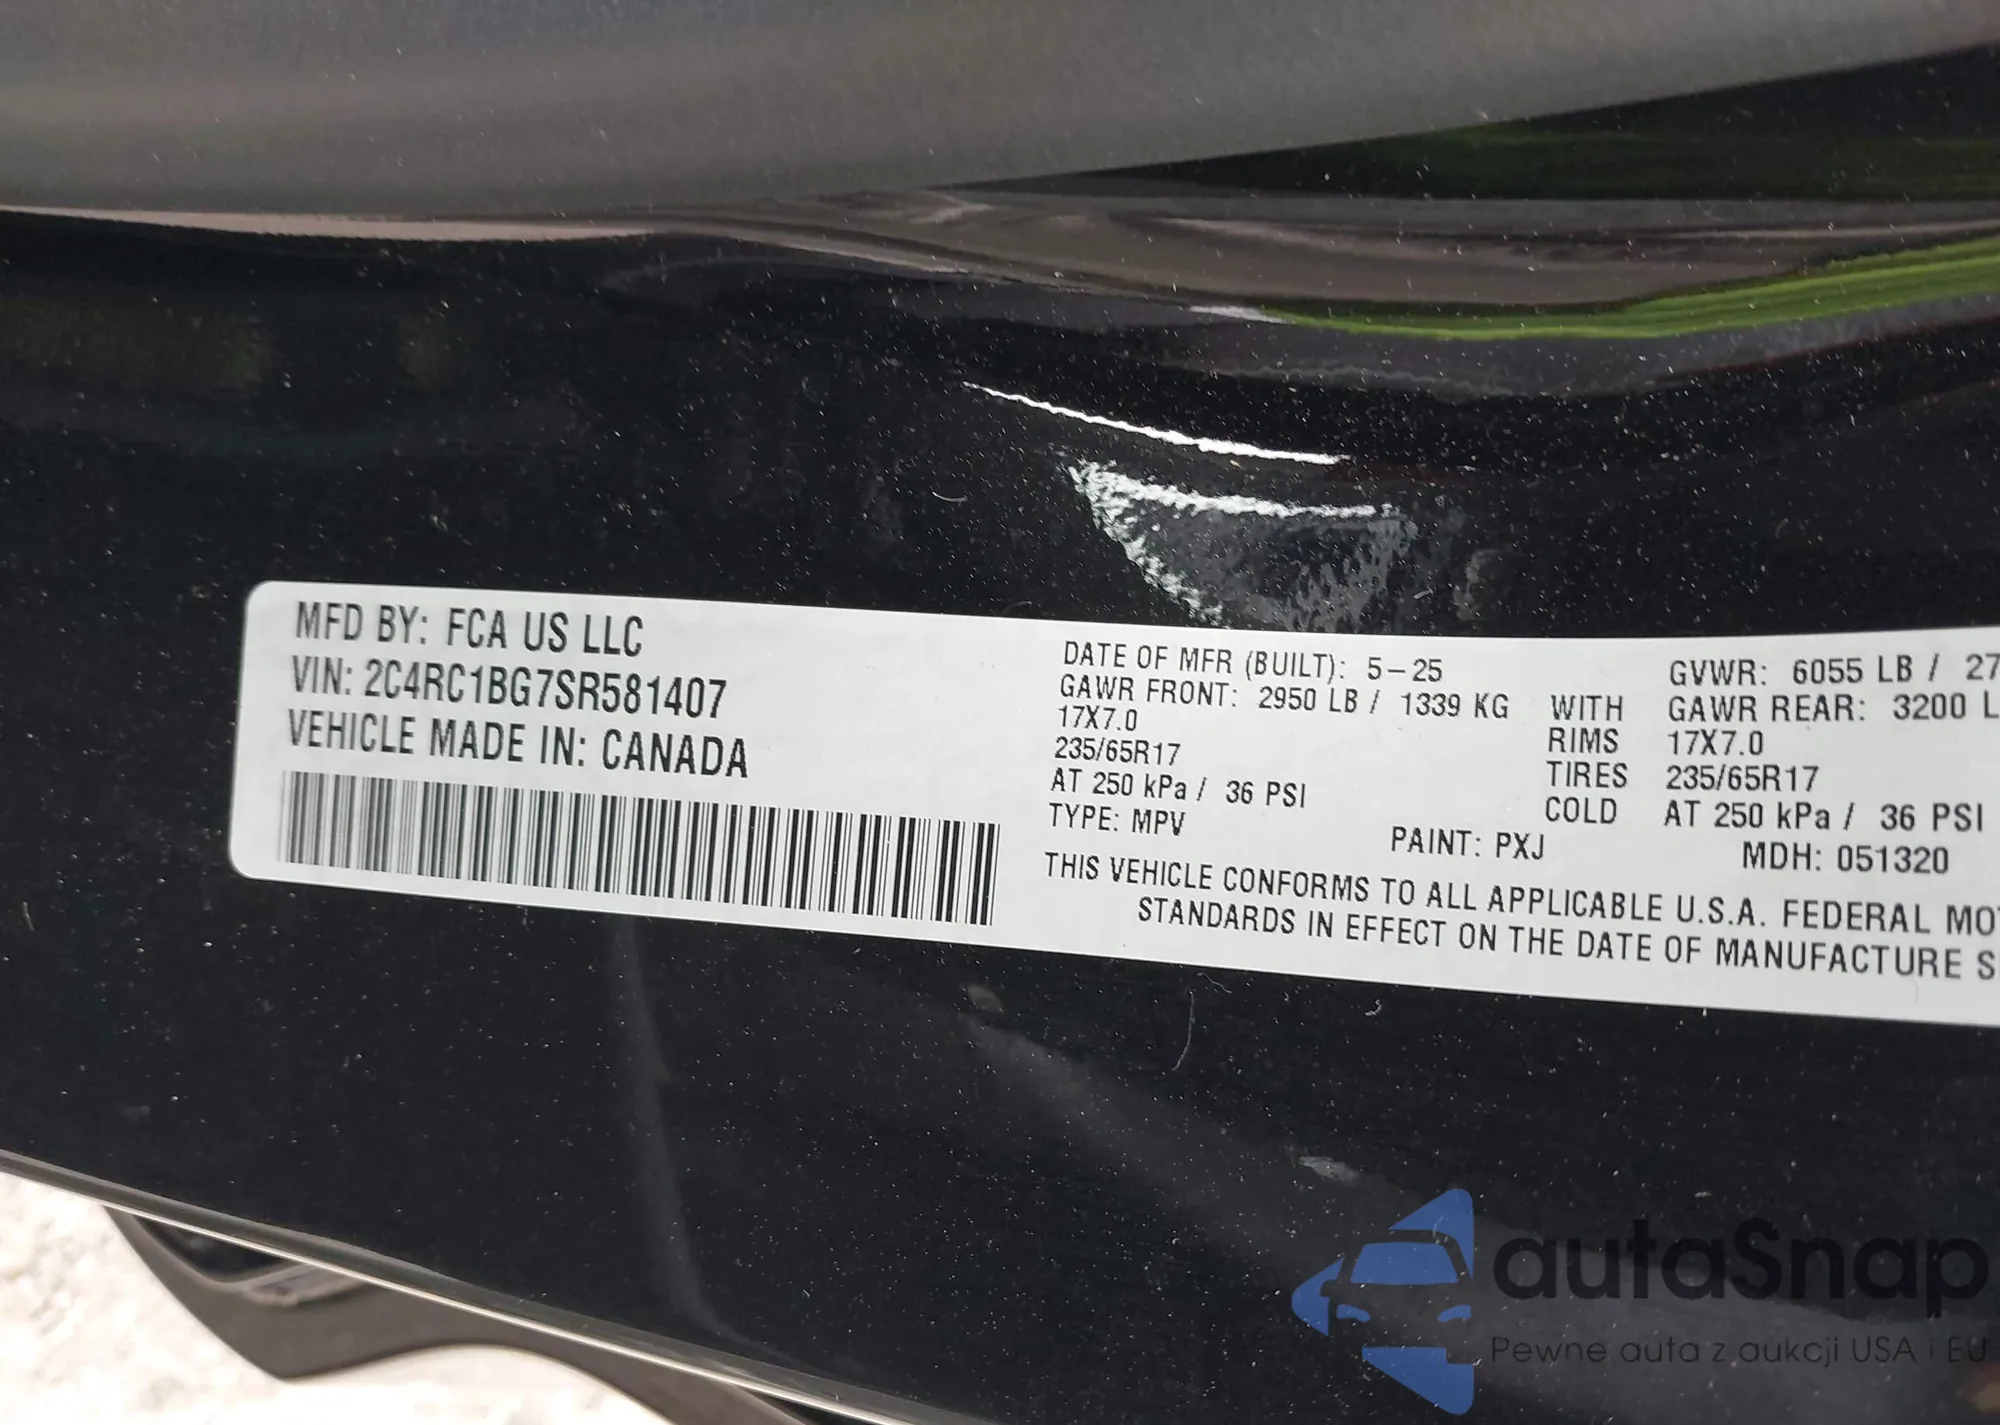 MFD BY: FCA US LLC
VIN: 2C4RC1BG7SR581407
VEHICLE MADE IN: CANADA
DATE OF MFR (BUILT): 5-25 GVWR: 6055 LB / 27
GAWR FRONT: 2950 LB / 1339 KG WITH GAWR REAR: 3200 L
17X7.0 RIMS 17X7.0
235/65R17 TIRES 235/65R17
AT 250 kPa / 36 PSI COLD AT 250 kPa / 36 PSI
TYPE: MPV PAINT: PXJ MDH: 051320
THIS VEHICLE CONFORMS TO ALL APPLICABLE U.S.A. FEDERAL MO
STANDARDS IN EFFECT ON THE DATE OF MANUFACTURE S
autaSnap
Pewne auta z aukcji USA i EU